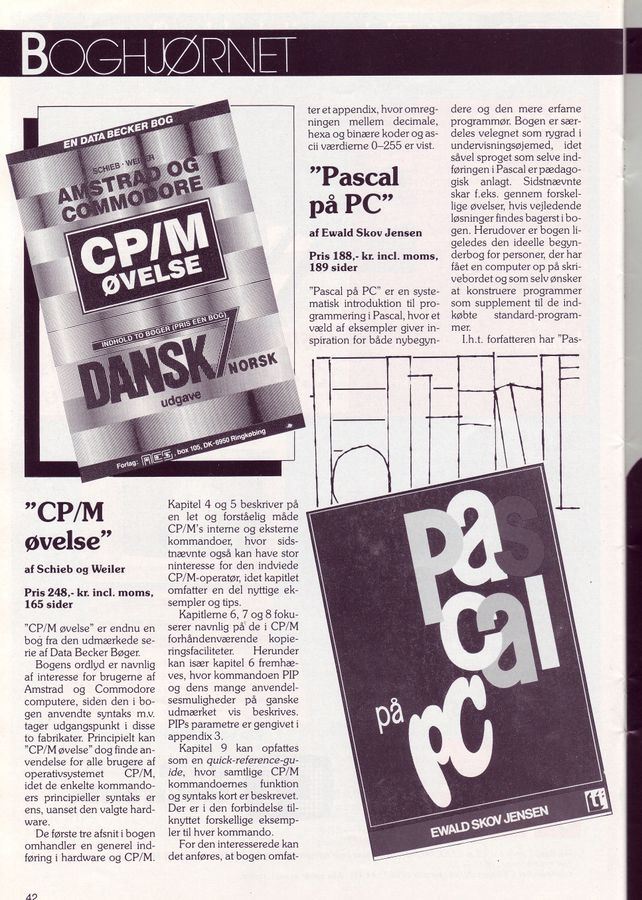 BOGHJØRNET
EN DATA BECKER BOG
SCHIEB · WEILER
AMSTRAD OG
COMMODORE
CP/M
ØVELSE
INDHOLD TO BØGER (PRIS EEN BOG)
DANSK/
NORSK
udgave
Forlag: ACS, box 105, DK-6950 Ringkøbing
"CP/M
øvelse"
af Schieb og Weiler
Pris 248,- kr. incl. moms,
165 sider
"CP/M øvelse" er endnu en
bog fra den udmærkede se-
rie af Data Becker Bøger.
Bogens ordlyd er navnlig
af interesse for brugerne af
Amstrad og Commodore
computere, siden den i bo-
gen anvendte syntaks m.v.
tager udgangspunkt i disse
to fabrikater. Principielt kan
"CP/M øvelse" dog finde an-
vendelse for alle brugere af
operativsystemet CP/M,
idet de enkelte kommando-
ers principieller syntaks er
ens, uanset den valgte hard-
ware.
De første tre afsnit i bogen
omhandler en generel ind-
føring i hardware og CP/M.
Kapitel 4 og 5 beskriver på
en let og forståelig måde
CP/M's interne og eksterne
kommandoer, hvor sids-
tnævnte også kan have stor
ninteresse for den indviede
CP/M-operatør, idet kapitlet
omfatter en del nyttige ek-
sempler og tips.
Kapitlerne 6, 7 og 8 foku-
serer navnlig på de i CP/M
forhåndenværende kopie-
ringsfaciliteter. Herunder
kan især kapitel 6 fremhæ-
ves, hvor kommandoen PIP
og dens mange anvendel-
sesmuligheder på ganske
udmærket vis beskrives.
PIPs parametre er gengivet i
appendix 3.
Kapitel 9 kan opfattes
som en quick-reference-gu-
ide, hvor samtlige CP/M
kommandoernes funktion
og syntaks kort er beskrevet.
Der er i den forbindelse til-
knyttet forskellige eksemp-
ler til hver kommando.
For den interesserede kan
det anføres, at bogen omfat-
ter et appendix, hvor omreg-
ningen mellem decimale,
hexa og binære koder og as-
cii værdierne 0–255 er vist.
"Pascal
på PC"
af Ewald Skov Jensen
Pris 188,- kr. incl. moms,
189 sider
"Pascal på PC" er en syste-
matisk introduktion til pro-
grammering i Pascal, hvor et
væld af eksempler giver in-
spiration for både nybegyn-
dere og den mere erfarne
programmør. Bogen er sær-
deles velegnet som rygrad i
undervisningsøjemed, idet
såvel sproget som selve ind-
føringen i Pascal er pædago-
gisk anlagt. Sidstnævnte
skar f.eks. gennem forskel-
lige øvelser, hvis vejledende
løsninger findes bagerst i bo-
gen. Herudover er bogen li-
geledes den ideelle begyn-
derbog for personer, der har
fået en computer op på skri-
vebordet og som selv ønsker
at konstruere programmer
som supplement til de ind-
købte standard-program-
mer.
I.h.t. forfatteren har "Pas-
pas
cal
på
pc
EWALD SKOV JENSEN
42